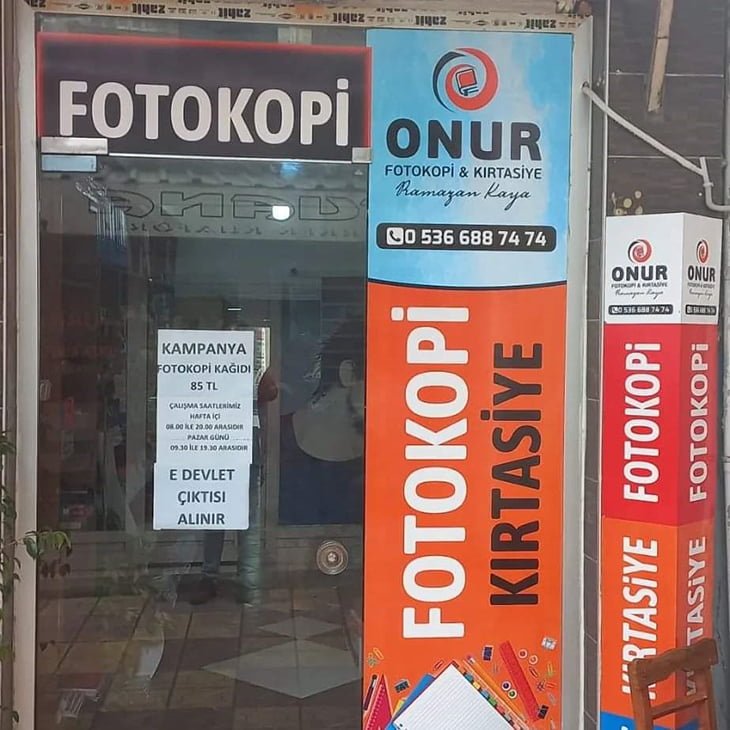 FOTOKOPİ
ONUR
FOTOKOPİ & KIRTASİYE
Ramazan Kaya
0 536 688 74 74
FOTOKOPİ
KIRTASİYE
KAMPANYA
FOTOKOPİ KAĞIDI
85 TL
ÇALIŞMA SAATLERİMİZ
HAFTA İÇİ
08.00 İLE 20.00 ARASIDIR
PAZAR GÜNÜ
09.30 İLE 19.30 ARASIDIR
E DEVLET
ÇIKTISI
ALINIR
ONUR
FOTOKOPİ & KIRTASİYE
Ramazan Kaya
0 536 688 74 74
FOTOKOPİ
KIRTASİYE
ONUR
FOTOKOPİ
KIRTASİYE